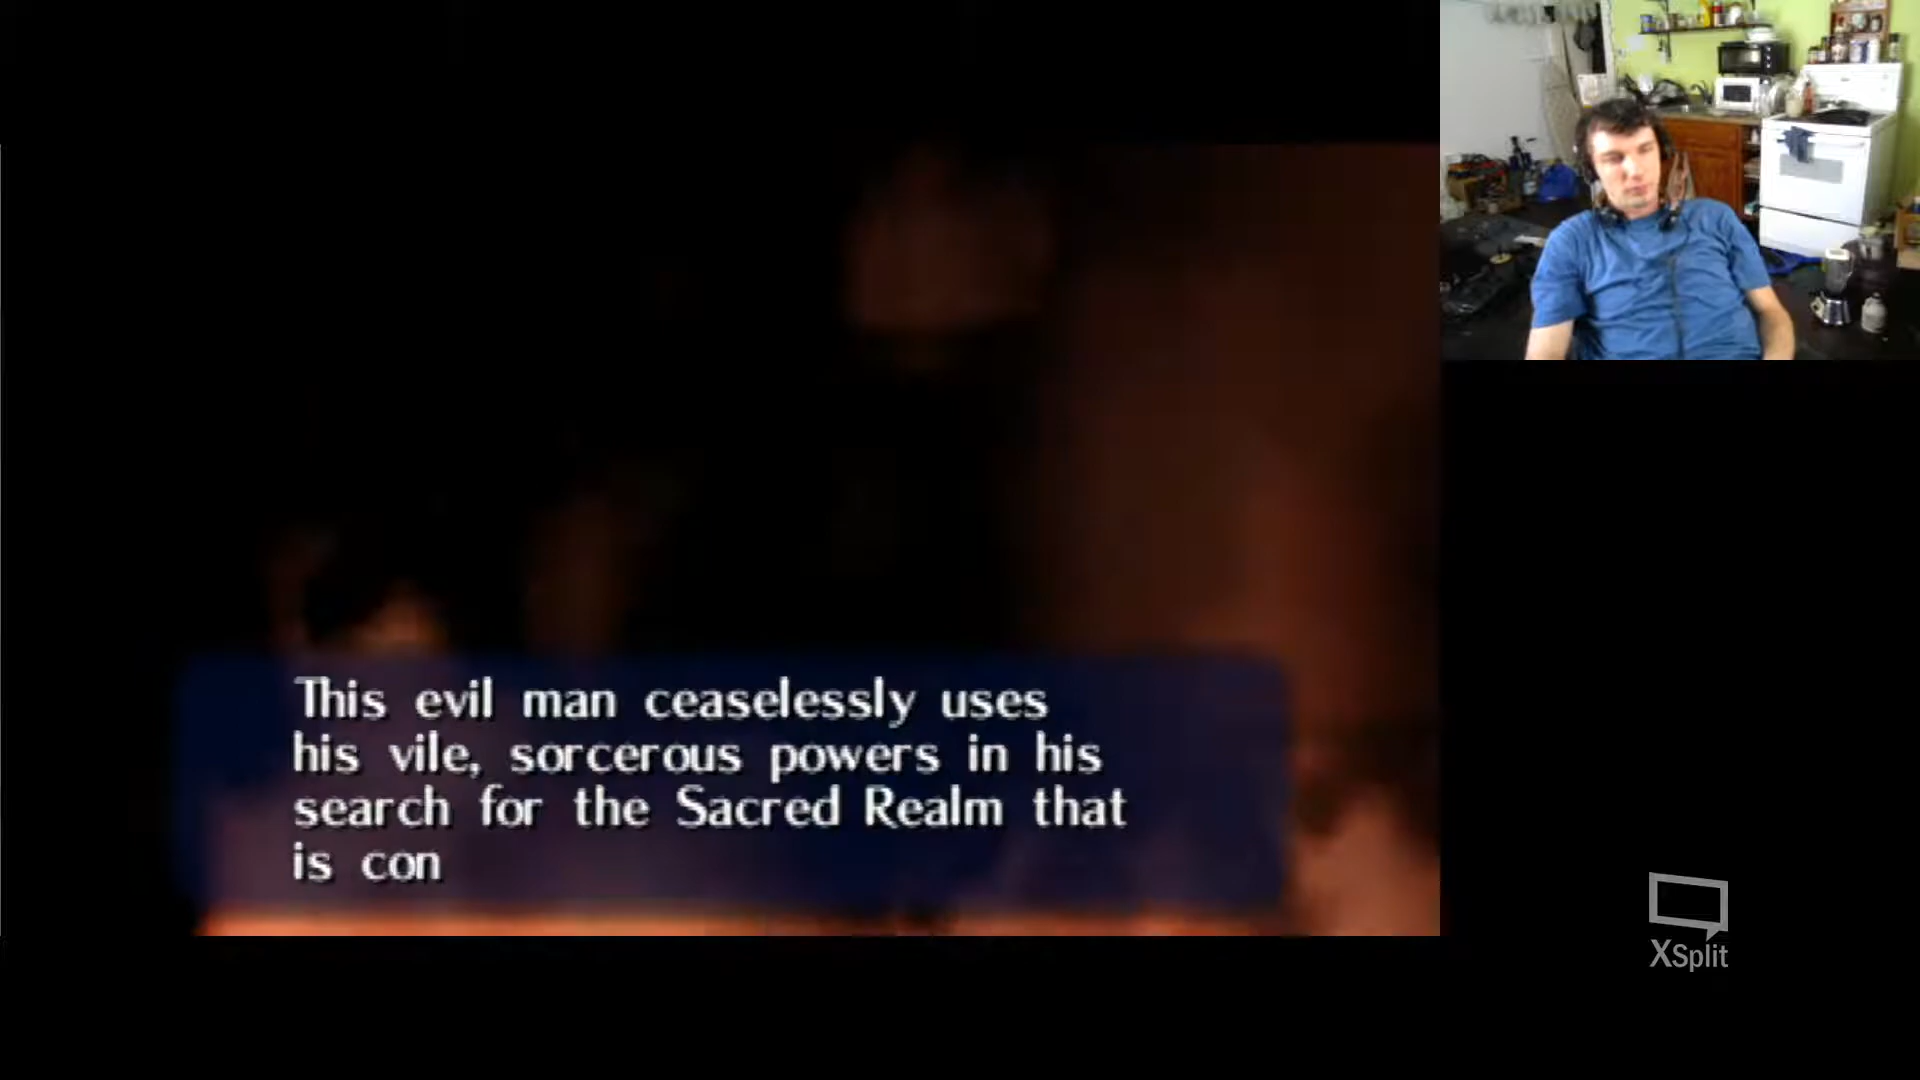 This evil man ceaselessly uses
his vile, sorcerous powers in his
search for the Sacred Realm that
is con
XSplit